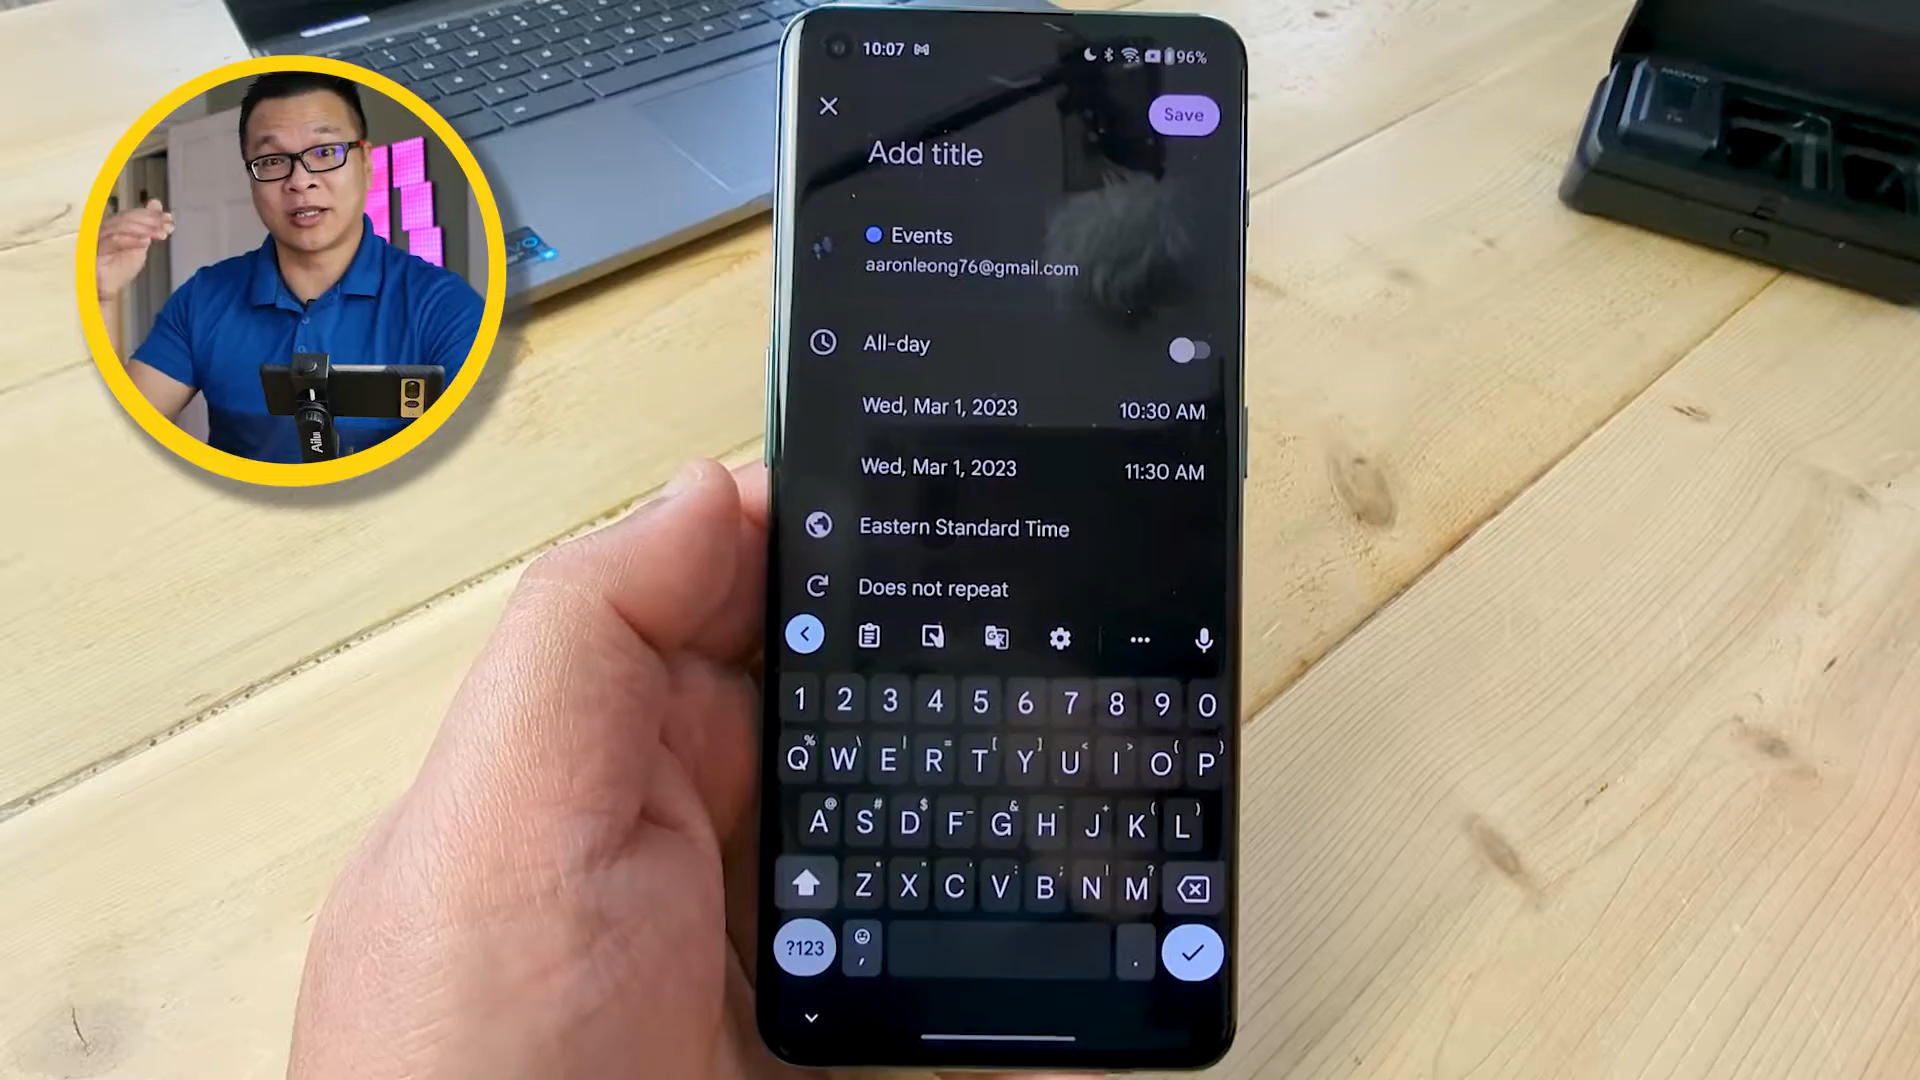 10:07
96%
Save
Add title
Events
aaronleong76@gmail.com
All-day
Wed, Mar 1, 2023 10:30 AM
Wed, Mar 1, 2023 11:30 AM
Eastern Standard Time
Does not repeat
1 2 3 4 5 6 7 8 9 0
Q W E R T Y U I O P
A S D F G H J K L
Z X C V B N M
?123 , .